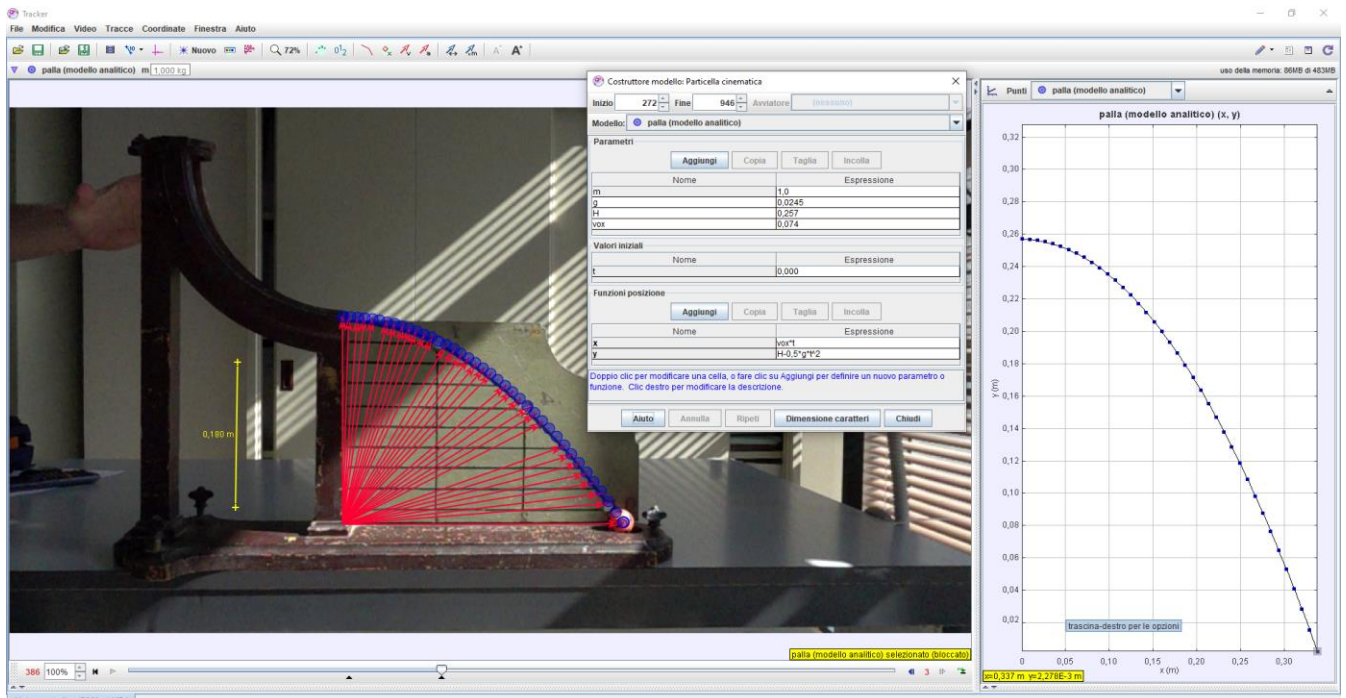 Tracker
File Modifica Video Tracce Coordinate Finestra Aiuto
Nuovo 72%
palla (modello analitico) m 1,000 kg
uso della memoria: 86MB di 483MB
0,180 m
Costruttore modello: Particella cinematica
Inizio 272 Fine 946 Avviatore (nessuno)
Modello: palla (modello analitico)
Parametri
Aggiungi Copia Taglia Incolla
Nome Espressione
m 1,0
g 0,0245
H 0,257
vox 0,074
Valori iniziali
Nome Espressione
t 0,000
Funzioni posizione
Aggiungi Copia Taglia Incolla
Nome Espressione
x vox*t
y H-0,5*g*t^2
Doppio clic per modificare una cella, o fare clic su Aggiungi per definire un nuovo parametro o
funzione. Clic destro per modificare la descrizione.
Aiuto Annulla Ripeti Dimensione caratteri Chiudi
Punti palla (modello analitico)
palla (modello analitico) (x, y)
0,32
0,30
0,28
0,26
0,24
0,22
0,20
0,18
y (m)
0,16
0,14
0,12
0,10
0,08
0,06
0,04
0,02
trascina-destro per le opzioni
0 0,05 0,10 0,15 0,20 0,25 0,30
x (m)
x=0,337 m y=2,278E-3 m
palla (modello analitico) selezionato (bloccato)
386 100% 3